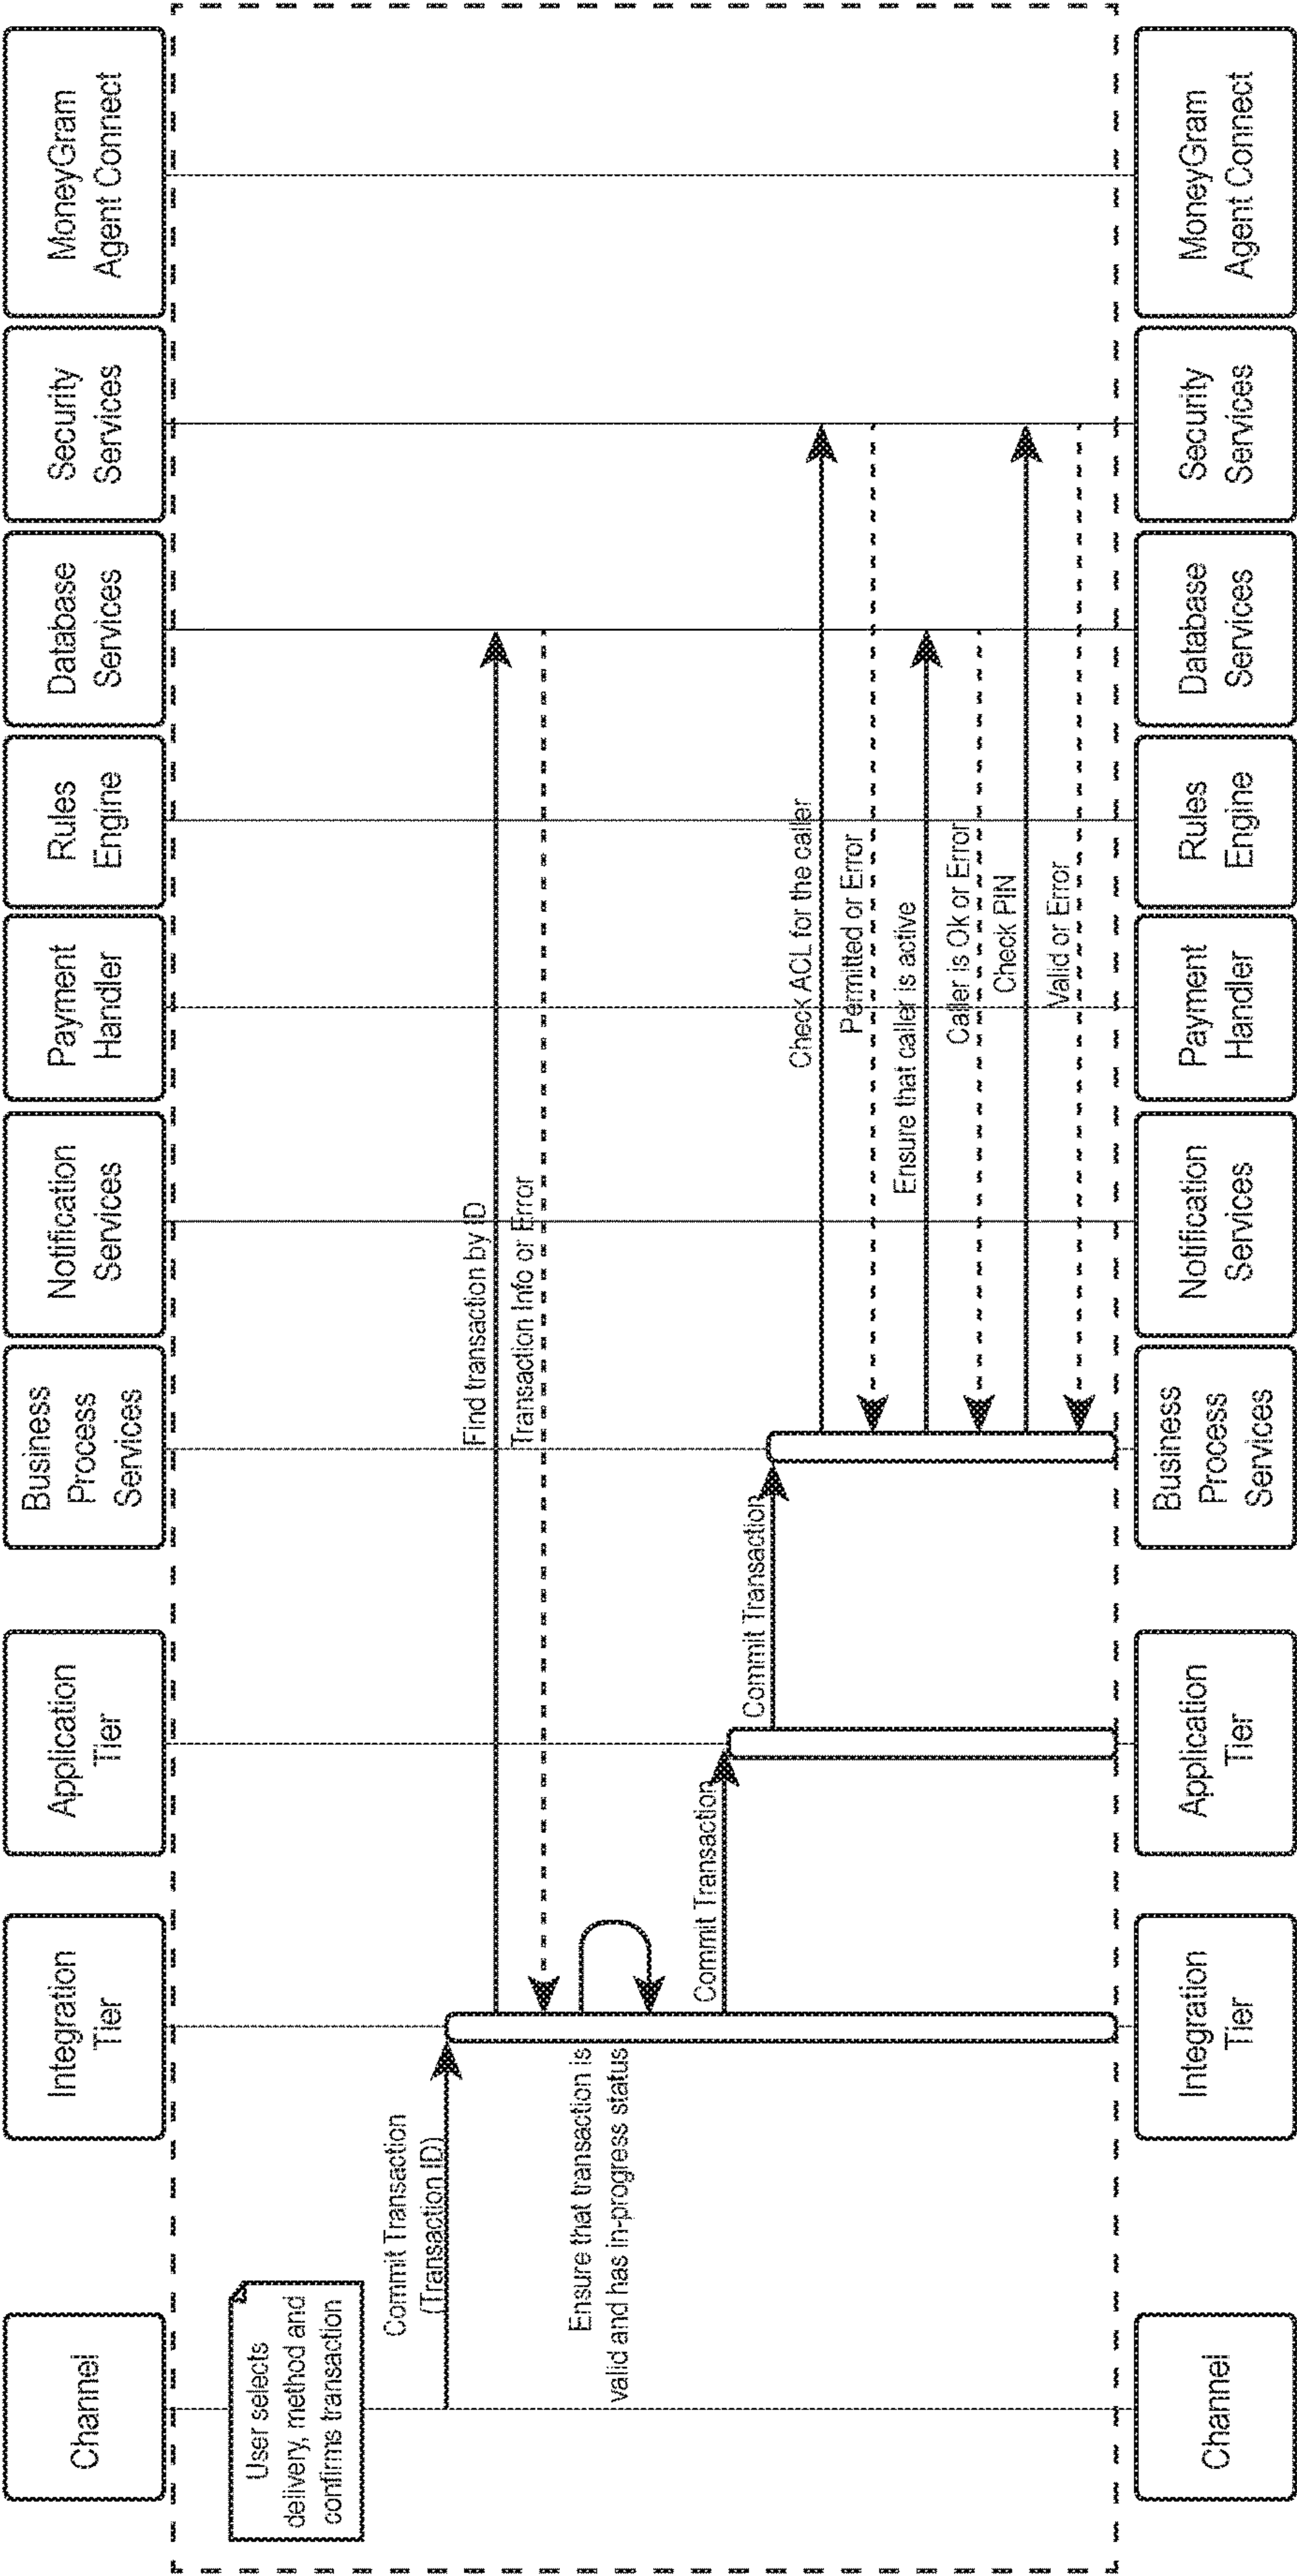 Channel
Integration
Tier
Application
Tier
Business
Process
Services
Notification
Services
Payment
Handler
Rules
Engine
Database
Services
Security
Services
MoneyGram
Agent Connect
User selects
delivery, method and
confirms transaction
Commit Transaction
(Transaction ID)
Find transaction by ID
Transaction Info or Error
Ensure that transaction is
valid and has in-progress status
Commit Transaction
Commit Transaction
Check ACL for the caller
Permitted or Error
Ensure that caller is active
Caller is Ok or Error
Check PIN
Valid or Error
Channel
Integration
Tier
Application
Tier
Business
Process
Services
Notification
Services
Payment
Handler
Rules
Engine
Database
Services
Security
Services
MoneyGram
Agent Connect